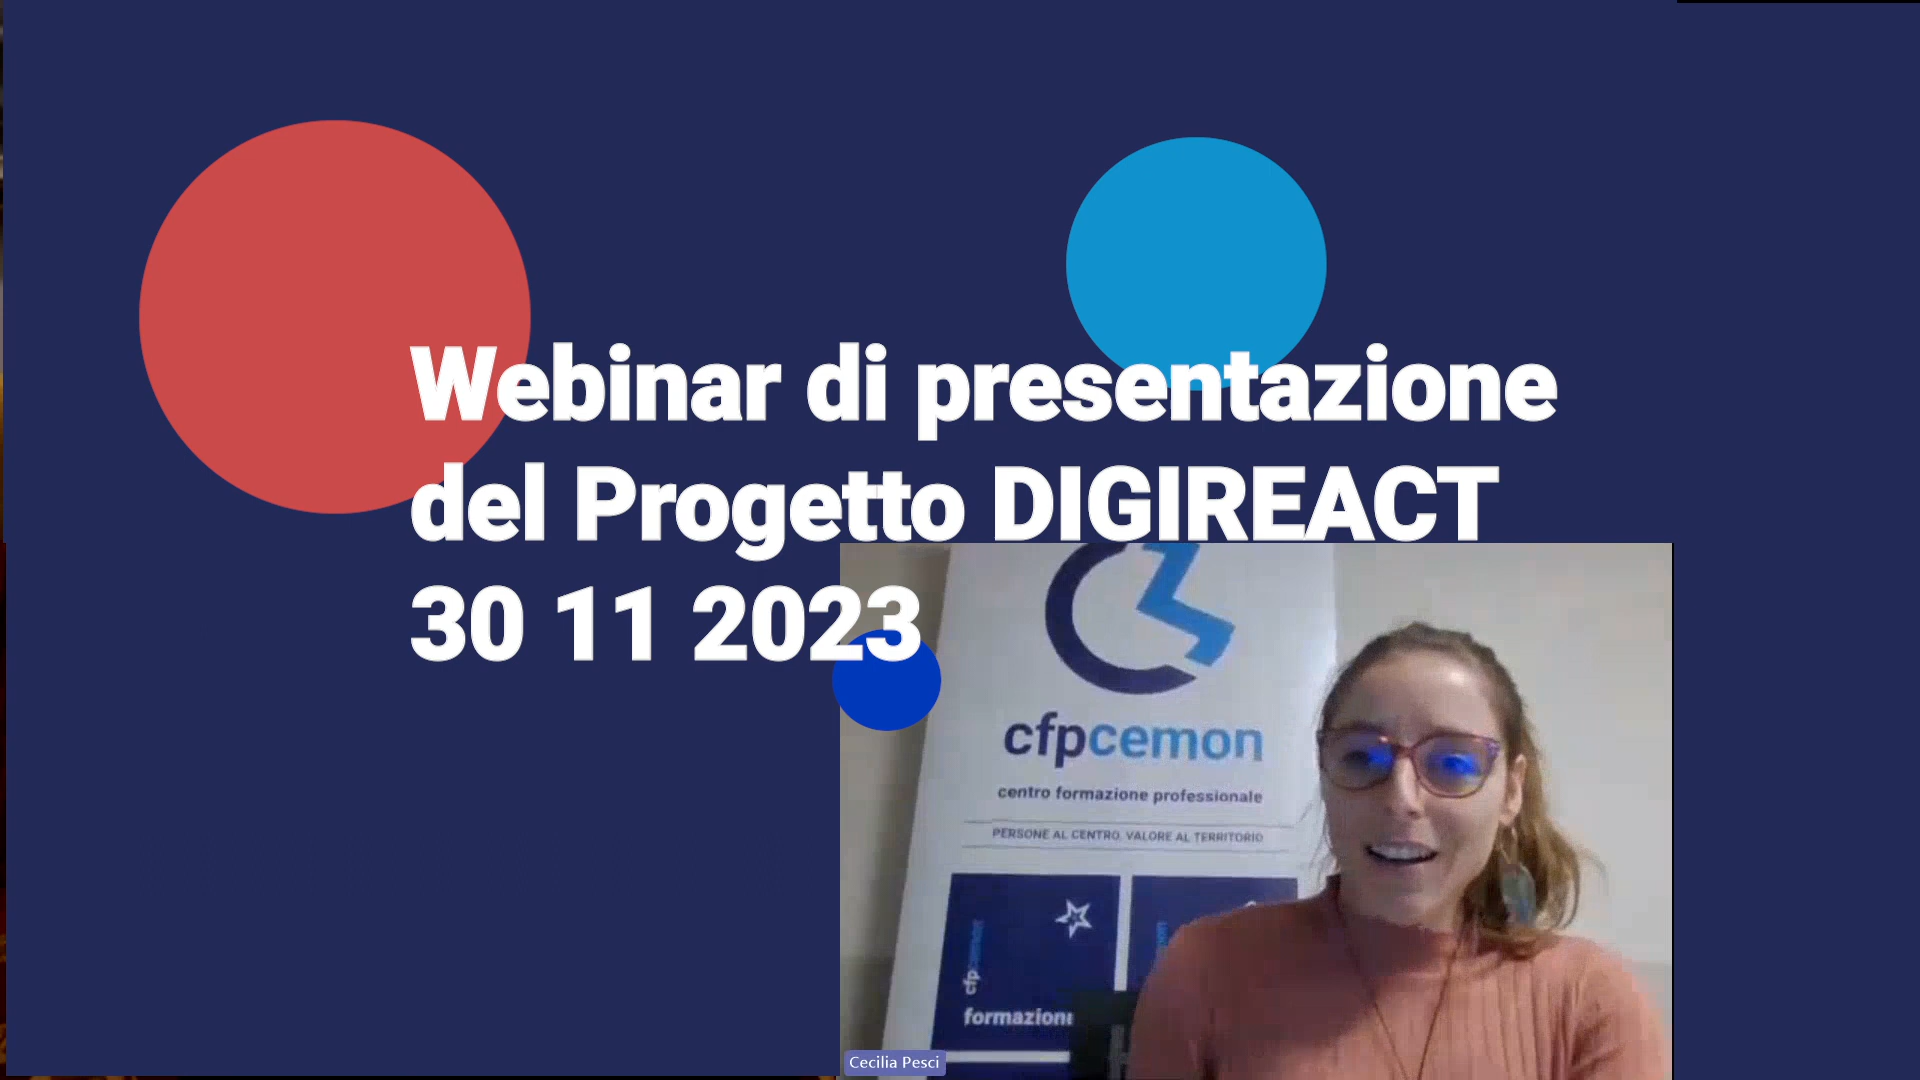 Webinar di presentazione
del Progetto DIGIREACT
30 11 2023
cfpcemon
centro formazione professionale
PERSONE AL CENTRO, VALORE AL TERRITORIO
cfpcemon
formazion
Cecilia Pesci